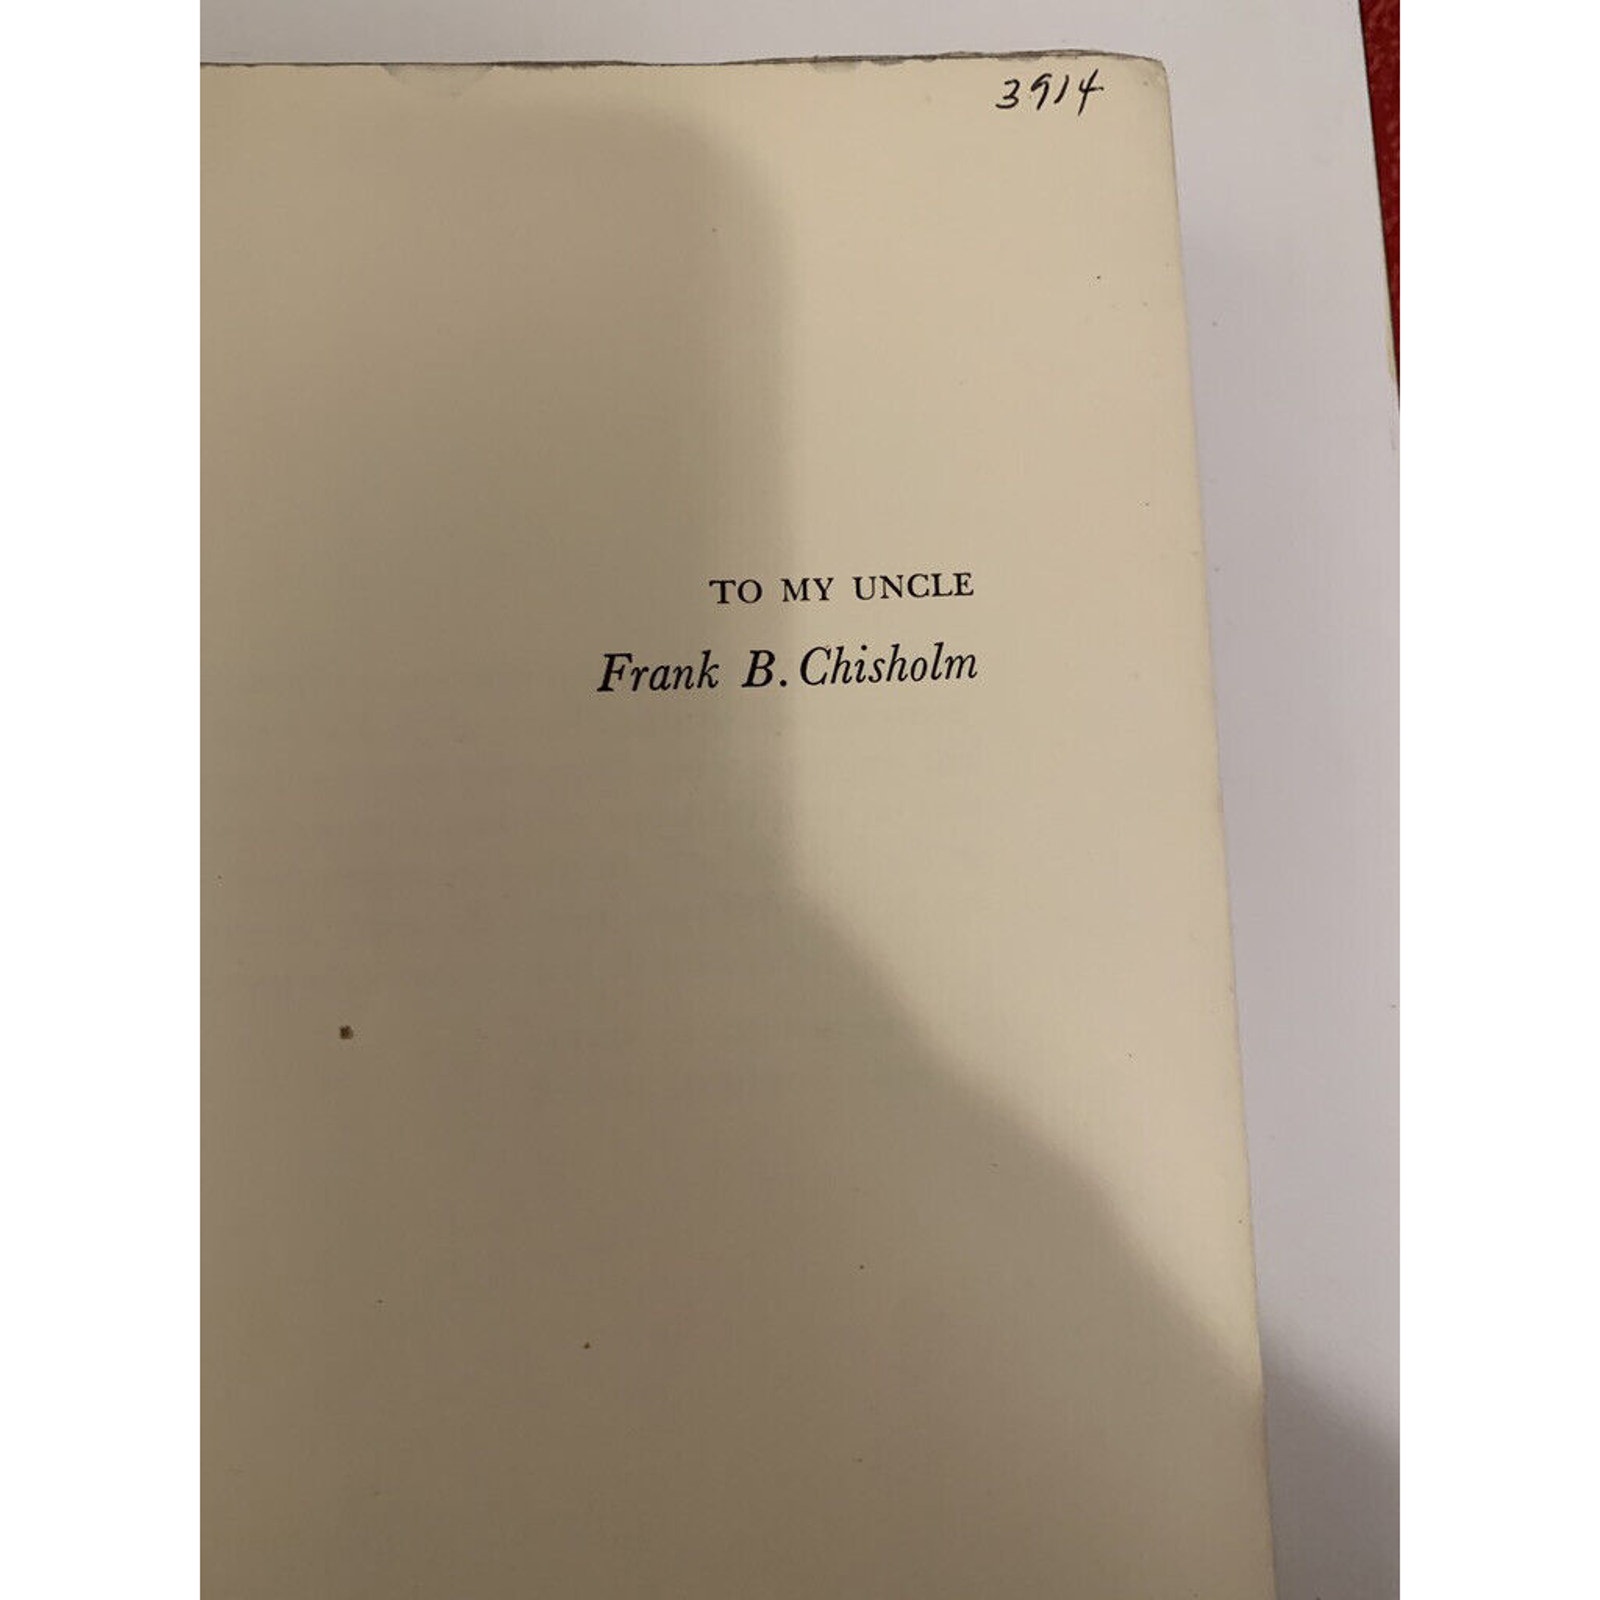 3914
TO MY UNCLE
Frank B. Chisholm